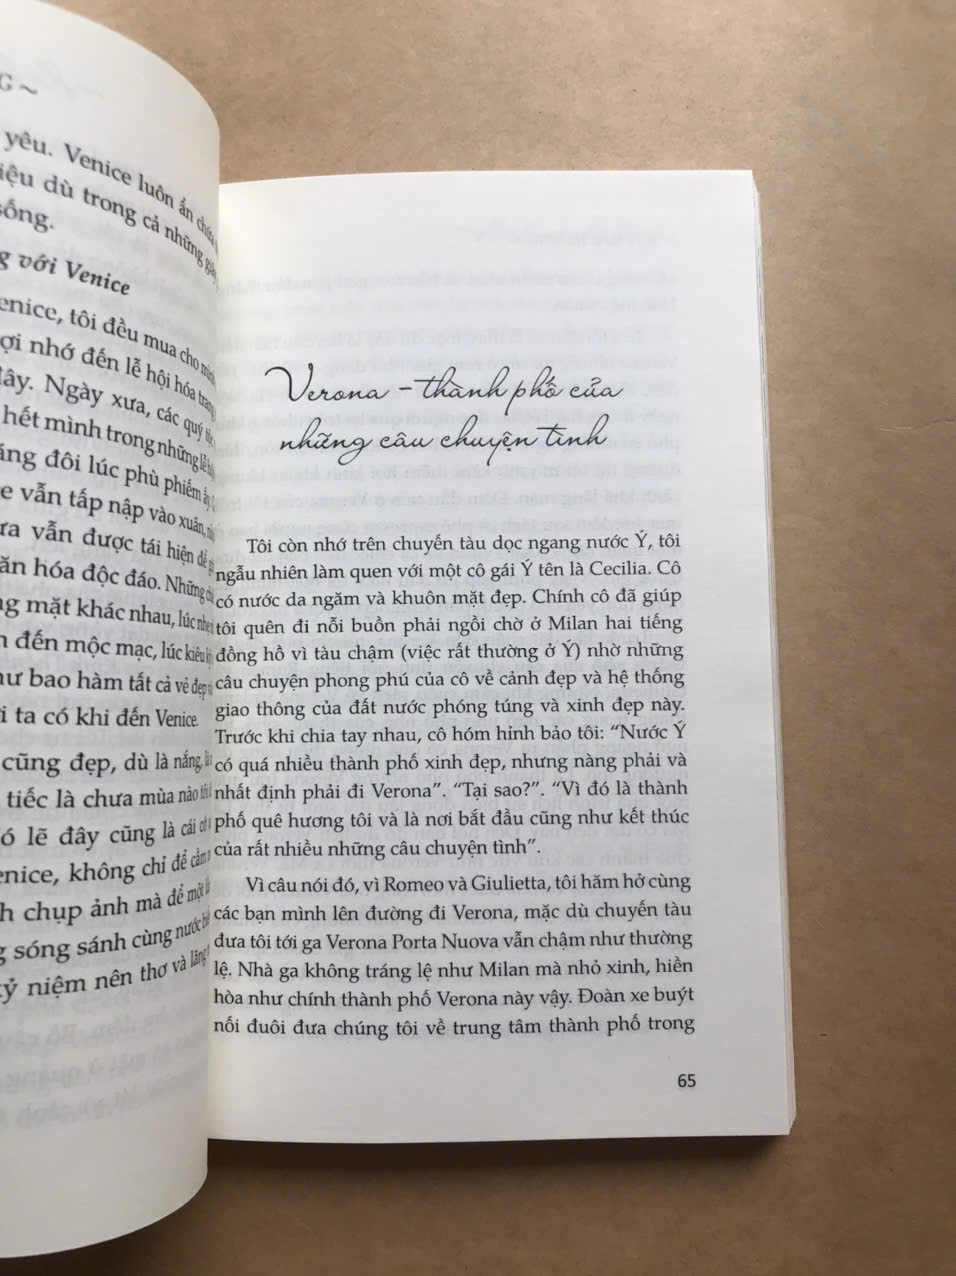 G ~
yêu. Venice luôn ẩn chứa
dù trong cả những
sống.
với Venice
tôi đều mua cho mình
nhớ đến lễ hội hóa trang
Ngày xưa, các quý
hết mình trong những lễ
đôi lúc phù phiếm ấy
vẫn tấp nập vào xuân,
vẫn được tái hiện để
hóa độc đáo. Những
mặt khác nhau, lúc
đến mộc mạc, lúc
bao hàm tất cả vẻ đẹp
ta có khi đến Venice.
cũng đẹp, dù là nắng,
tiếc là chưa mùa nào
lẽ đây cũng là cái
không chỉ để cảm
chụp ảnh mà để một
sóng sánh cùng nước
niệm nên thơ và lãng
Verona – thành phố của
những câu chuyện tình
Tôi còn nhớ trên chuyến tàu dọc ngang nước Ý, tôi
ngẫu nhiên làm quen với một cô gái Ý tên là Cecilia. Cô
có nước da ngăm và khuôn mặt đẹp. Chính cô đã giúp
tôi quên đi nỗi buồn phải ngồi chờ ở Milan hai tiếng
đồng hồ vì tàu chậm (việc rất thường ở Ý) nhờ những
câu chuyện phong phú của cô về cảnh đẹp và hệ thống
giao thông của đất nước phóng túng và xinh đẹp này.
Trước khi chia tay nhau, cô hóm hỉnh bảo tôi: “Nước Ý
có quá nhiều thành phố xinh đẹp, nhưng nàng phải và
nhất định phải đi Verona”. “Tại sao?”. “Vì đó là thành
phố quê hương tôi và là nơi bắt đầu cũng như kết thúc
của rất nhiều những câu chuyện tình”.
Vì câu nói đó, vì Romeo và Giulietta, tôi hăm hở cùng
các bạn mình lên đường đi Verona, mặc dù chuyến tàu
đưa tôi tới ga Verona Porta Nuova vẫn chậm như thường
lệ. Nhà ga không tráng lệ như Milan mà nhỏ xinh, hiền
hòa như chính thành phố Verona này vậy. Đoàn xe buýt
nối đuôi đưa chúng tôi về trung tâm thành phố trong
65